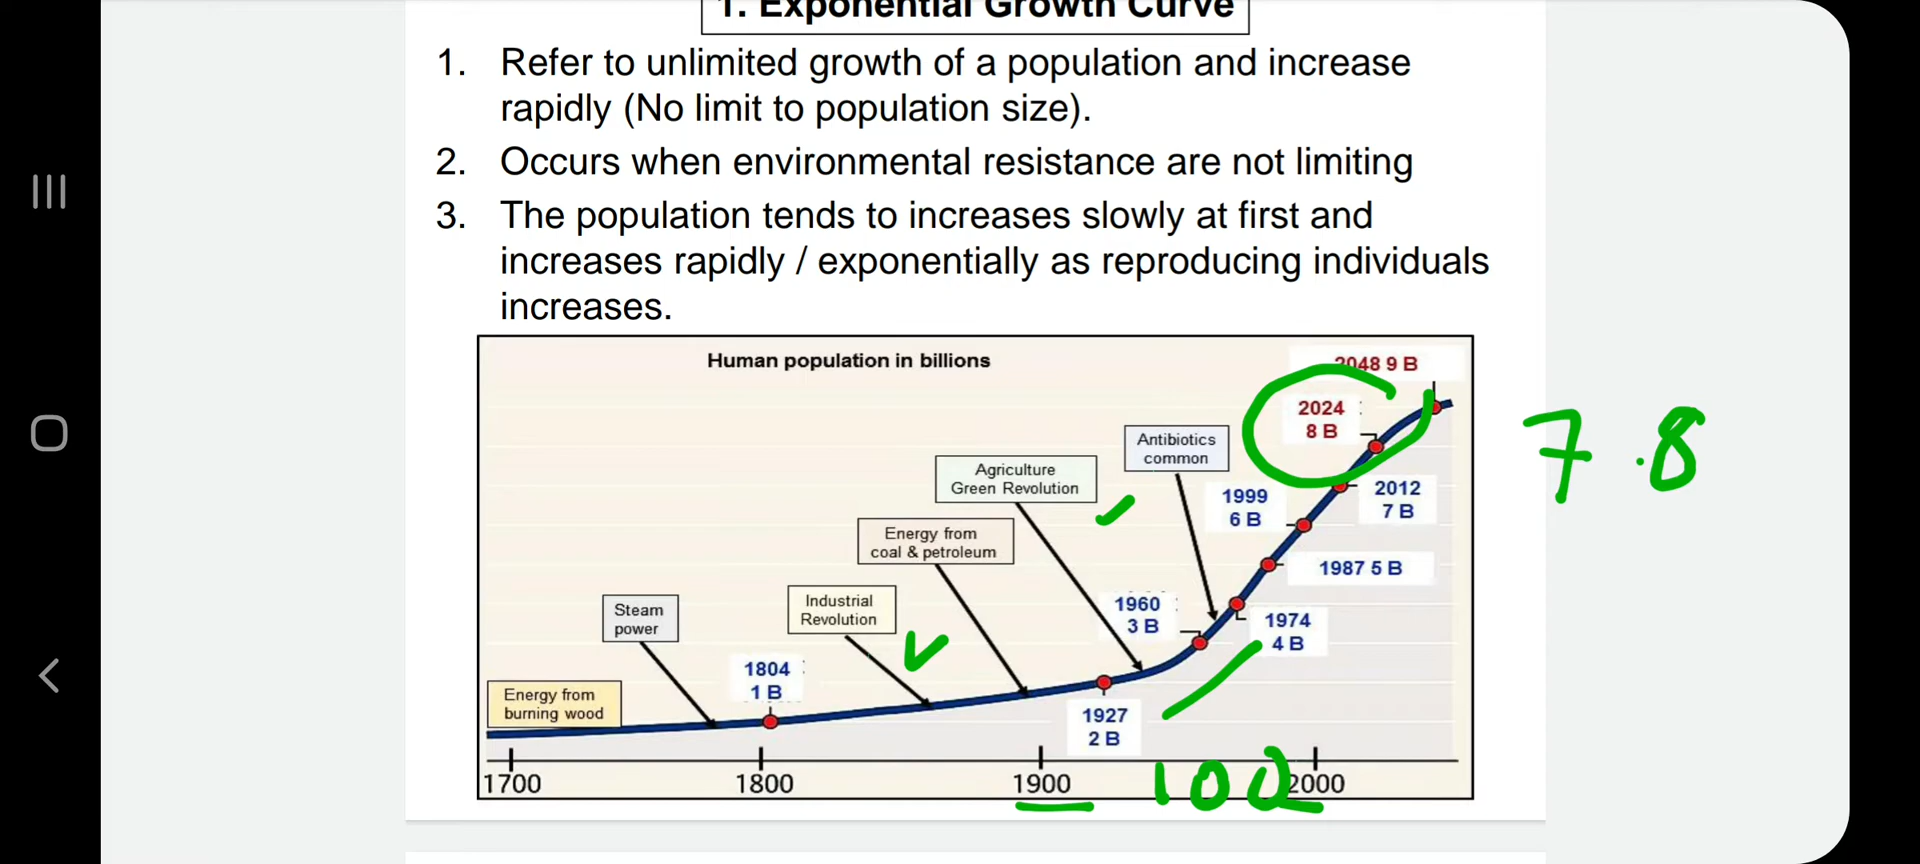 1. Exponential Growth Curve
1. Refer to unlimited growth of a population and increase
rapidly (No limit to population size).
2. Occurs when environmental resistance are not limiting
3. The population tends to increases slowly at first and
increases rapidly / exponentially as reproducing individuals
increases.
Human population in billions
2048 9 B
2024
8 B
7.8
Antibiotics
common
Agriculture
Green Revolution
2012
7 B
1999
6 B
Energy from
coal & petroleum
1987 5 B
Industrial
Revolution
Steam
power
1960
3 B
1974
4 B
1804
1 B
Energy from
burning wood
1927
2 B
1700 1800 1900 100 2000